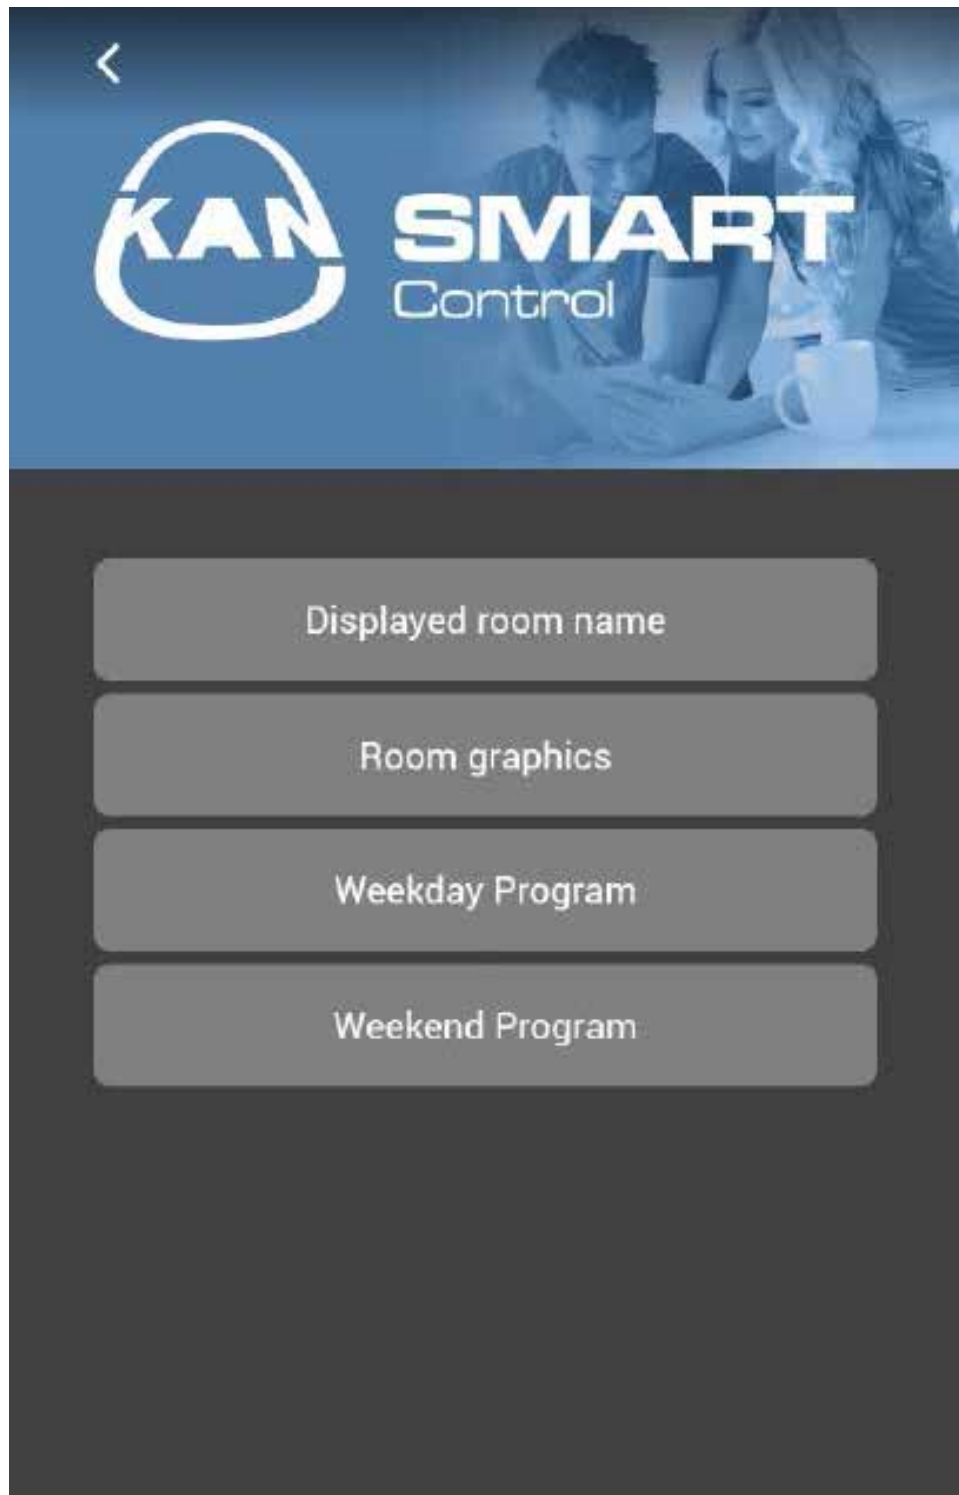 KAN
SMART
Control
Displayed room name
Room graphics
Weekday Program
Weekend Program